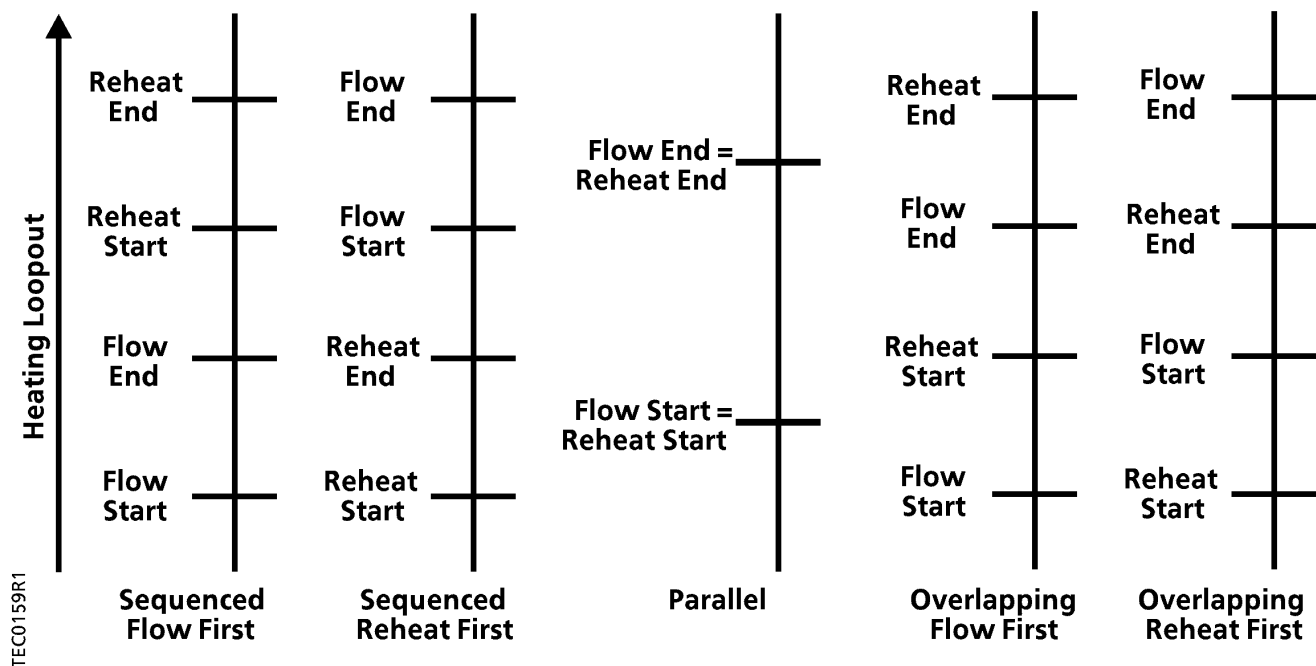 Heating Loopout
TEC0159R1
Reheat
End
Reheat
Start
Flow
End
Flow
Start
Sequenced
Flow First
Flow
End
Flow
Start
Reheat
End
Reheat
Start
Sequenced
Reheat First
Flow End =
Reheat End
Flow Start =
Reheat Start
Parallel
Reheat
End
Flow
End
Reheat
Start
Flow
Start
Overlapping
Flow First
Flow
End
Reheat
End
Flow
Start
Reheat
Start
Overlapping
Reheat First